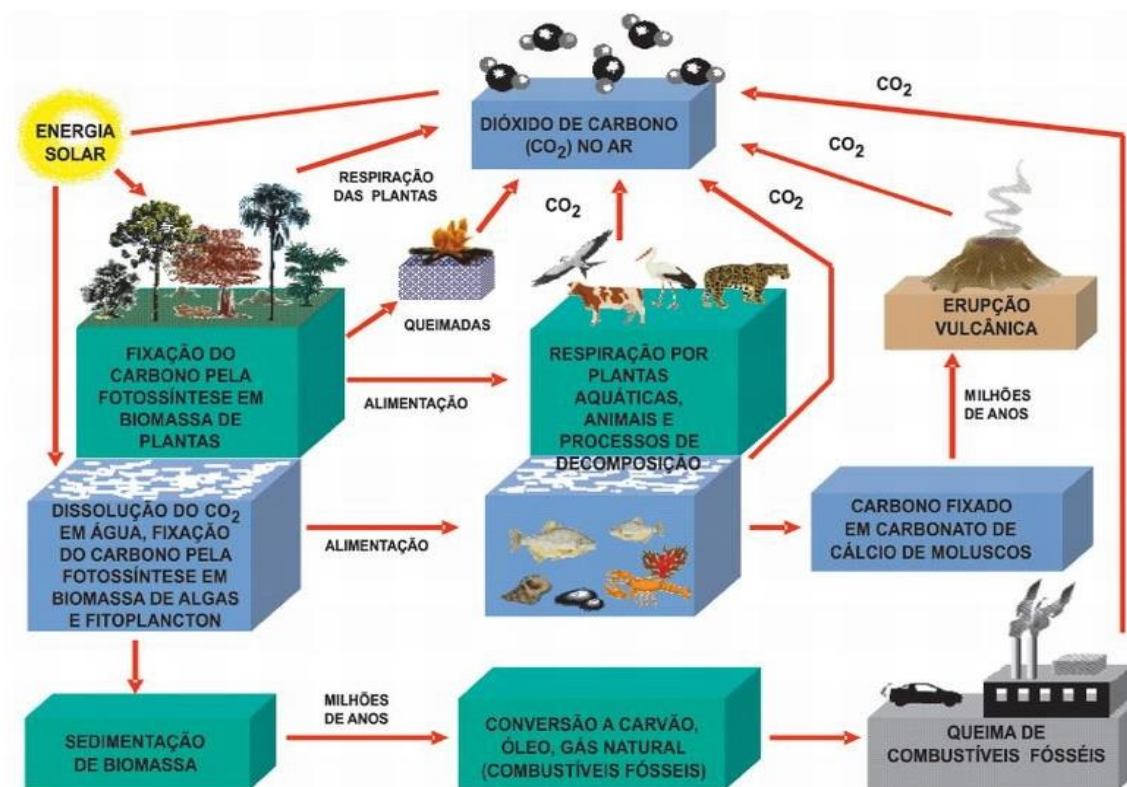 CO₂
CO₂
DIÓXIDO DE CARBONO
(CO₂) NO AR
ENERGIA
SOLAR
RESPIRAÇÃO
DAS PLANTAS
CO₂
CO₂
QUEIMADAS
ERUPÇÃO
VULCÂNICA
FIXAÇÃO DO
CARBONO PELA
FOTOSSÍNTESE EM
BIOMASSA DE
PLANTAS
ALIMENTAÇÃO
RESPIRAÇÃO POR
PLANTAS
AQUÁTICAS,
ANIMAIS E
PROCESSOS DE
DECOMPOSIÇÃO
MILHÕES
DE ANOS
DISSOLUÇÃO DO CO₂
EM ÁGUA, FIXAÇÃO
DO CARBONO PELA
FOTOSSÍNTESE EM
BIOMASSA DE ALGAS
E FITOPLANCTON
ALIMENTAÇÃO
CARBONO FIXADO
EM CARBONATO DE
CÁLCIO DE MOLUSCOS
SEDIMENTAÇÃO
DE BIOMASSA
MILHÕES
DE ANOS
CONVERSÃO A CARVÃO,
ÓLEO, GÁS NATURAL
(COMBUSTÍVEIS FÓSSEIS)
QUEIMA DE
COMBUSTÍVEIS FÓSSÉIS